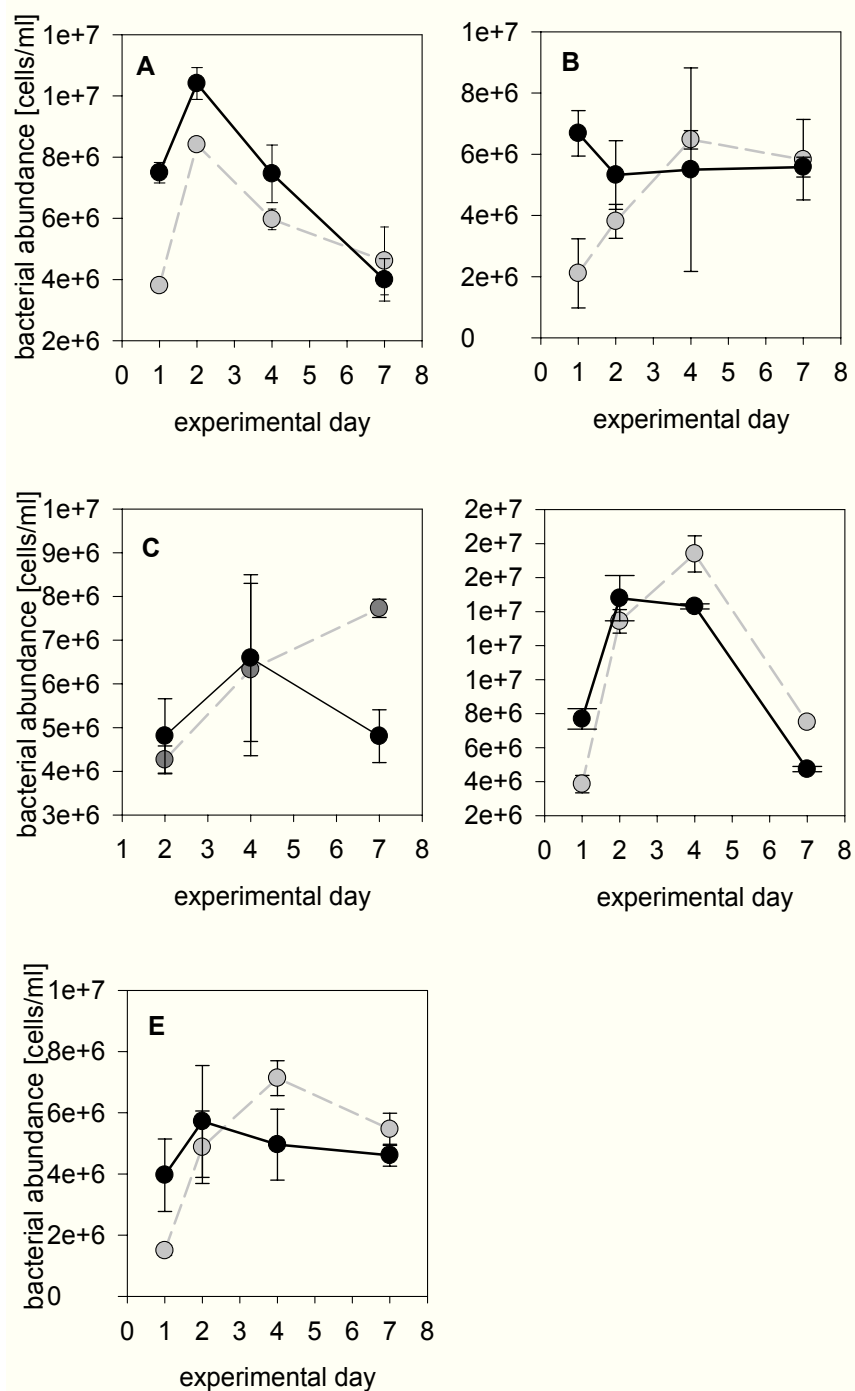 bacterial abundance [cells/ml]
1e+7
1e+7
8e+6
6e+6
4e+6
2e+6
A
0 1 2 3 4 5 6 7 8
experimental day
1e+7
8e+6
6e+6
4e+6
2e+6
0
B
0 1 2 3 4 5 6 7 8
experimental day
bacterial abundance [cells/ml]
1e+7
9e+6
8e+6
7e+6
6e+6
5e+6
4e+6
3e+6
C
1 2 3 4 5 6 7 8
experimental day
2e+7
2e+7
2e+7
1e+7
1e+7
1e+7
8e+6
6e+6
4e+6
2e+6
0 1 2 3 4 5 6 7 8
experimental day
bacterial abundance [cells/ml]
1e+7
8e+6
6e+6
4e+6
2e+6
0
E
0 1 2 3 4 5 6 7 8
experimental day